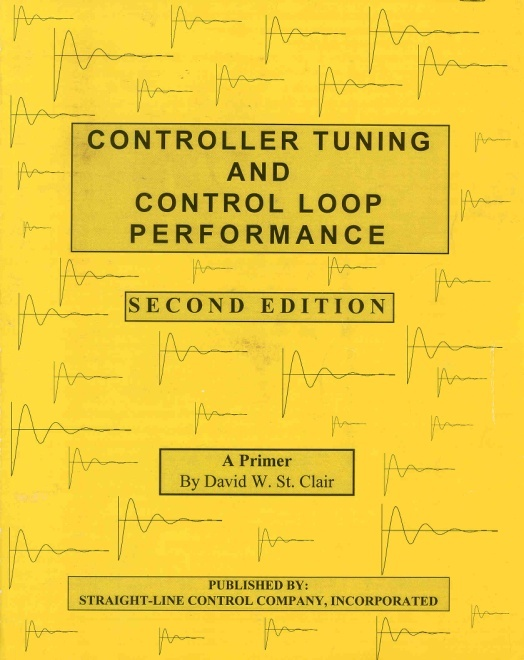 CONTROLLER TUNING
AND
CONTROL LOOP
PERFORMANCE
SECOND EDITION
A Primer
By David W. St. Clair
PUBLISHED BY:
STRAIGHT-LINE CONTROL COMPANY, INCORPORATED